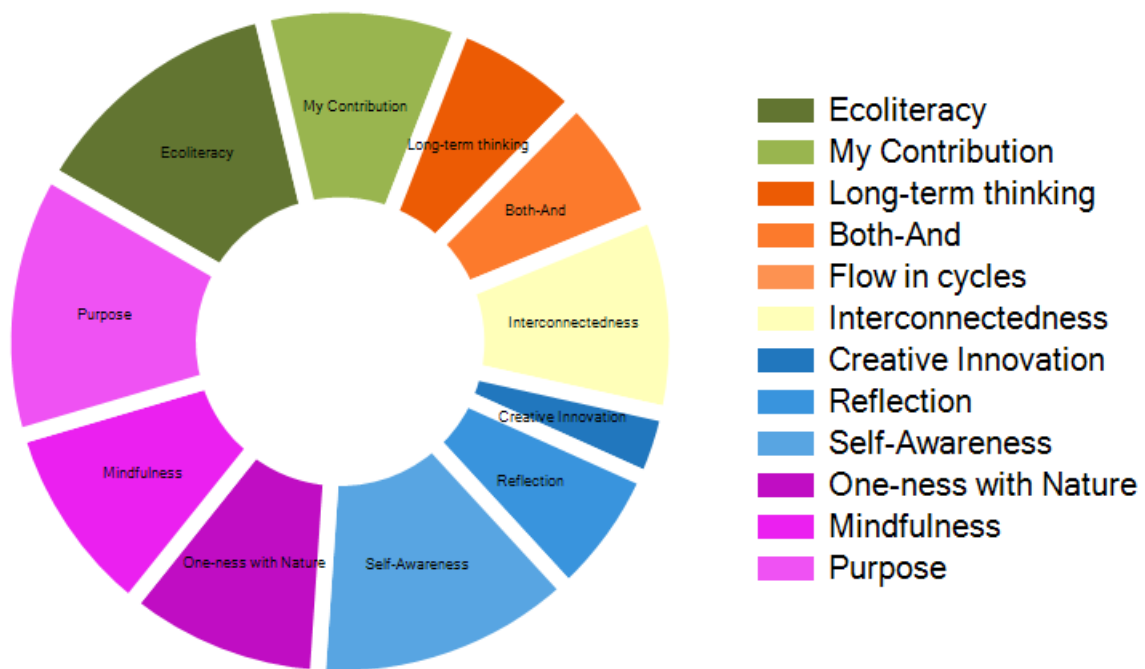 My Contribution
Long-term thinking
Ecoliteracy
Both-And
Purpose
Interconnectedness
Creative Innovation
Mindfulness
Reflection
One-ness with Nature
Self-Awareness
Ecoliteracy
My Contribution
Long-term thinking
Both-And
Flow in cycles
Interconnectedness
Creative Innovation
Reflection
Self-Awareness
One-ness with Nature
Mindfulness
Purpose